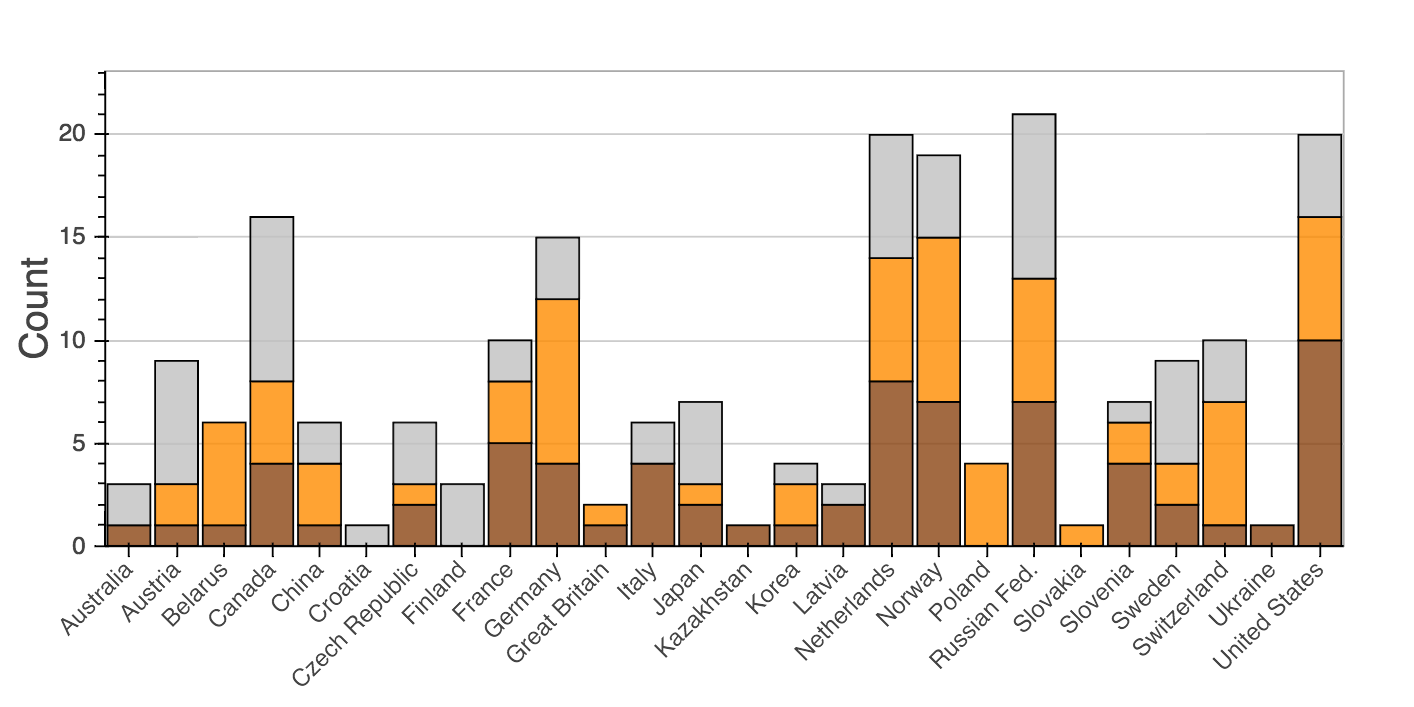 Count
20
15
10
5
0
Australia
Austria
Belarus
Canada
China
Croatia
Czech Republic
Finland
France
Germany
Great Britain
Italy
Japan
Kazakhstan
Korea
Latvia
Netherlands
Norway
Poland
Russian Fed.
Slovakia
Slovenia
Sweden
Switzerland
Ukraine
United States